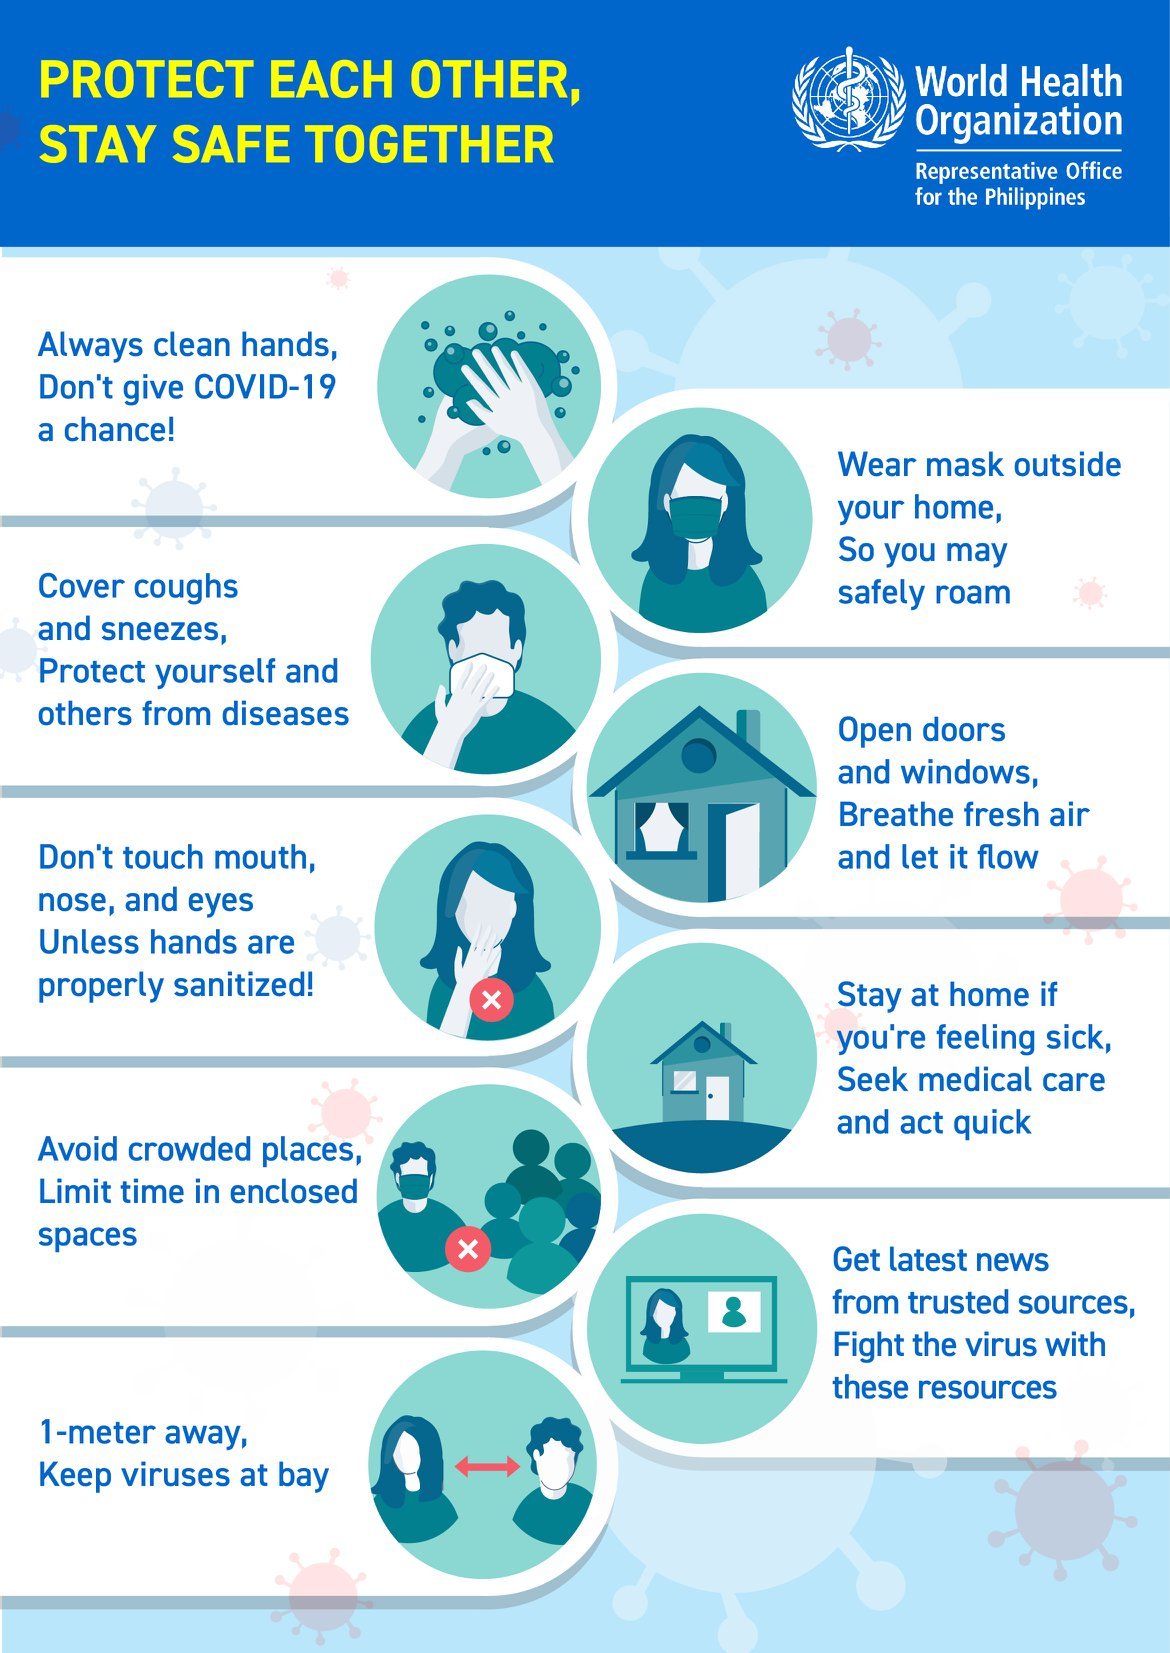 PROTECT EACH OTHER,
STAY SAFE TOGETHER
World Health
Organization
Representative Office
for the Philippines
Always clean hands,
Don't give COVID-19
a chance!
Wear mask outside
your home,
So you may
safely roam
Cover coughs
and sneezes,
Protect yourself and
others from diseases
Open doors
and windows,
Breathe fresh air
and let it flow
Don't touch mouth,
nose, and eyes
Unless hands are
properly sanitized!
Stay at home if
you're feeling sick,
Seek medical care
and act quick
Avoid crowded places,
Limit time in enclosed
spaces
Get latest news
from trusted sources,
Fight the virus with
these resources
1-meter away,
Keep viruses at bay